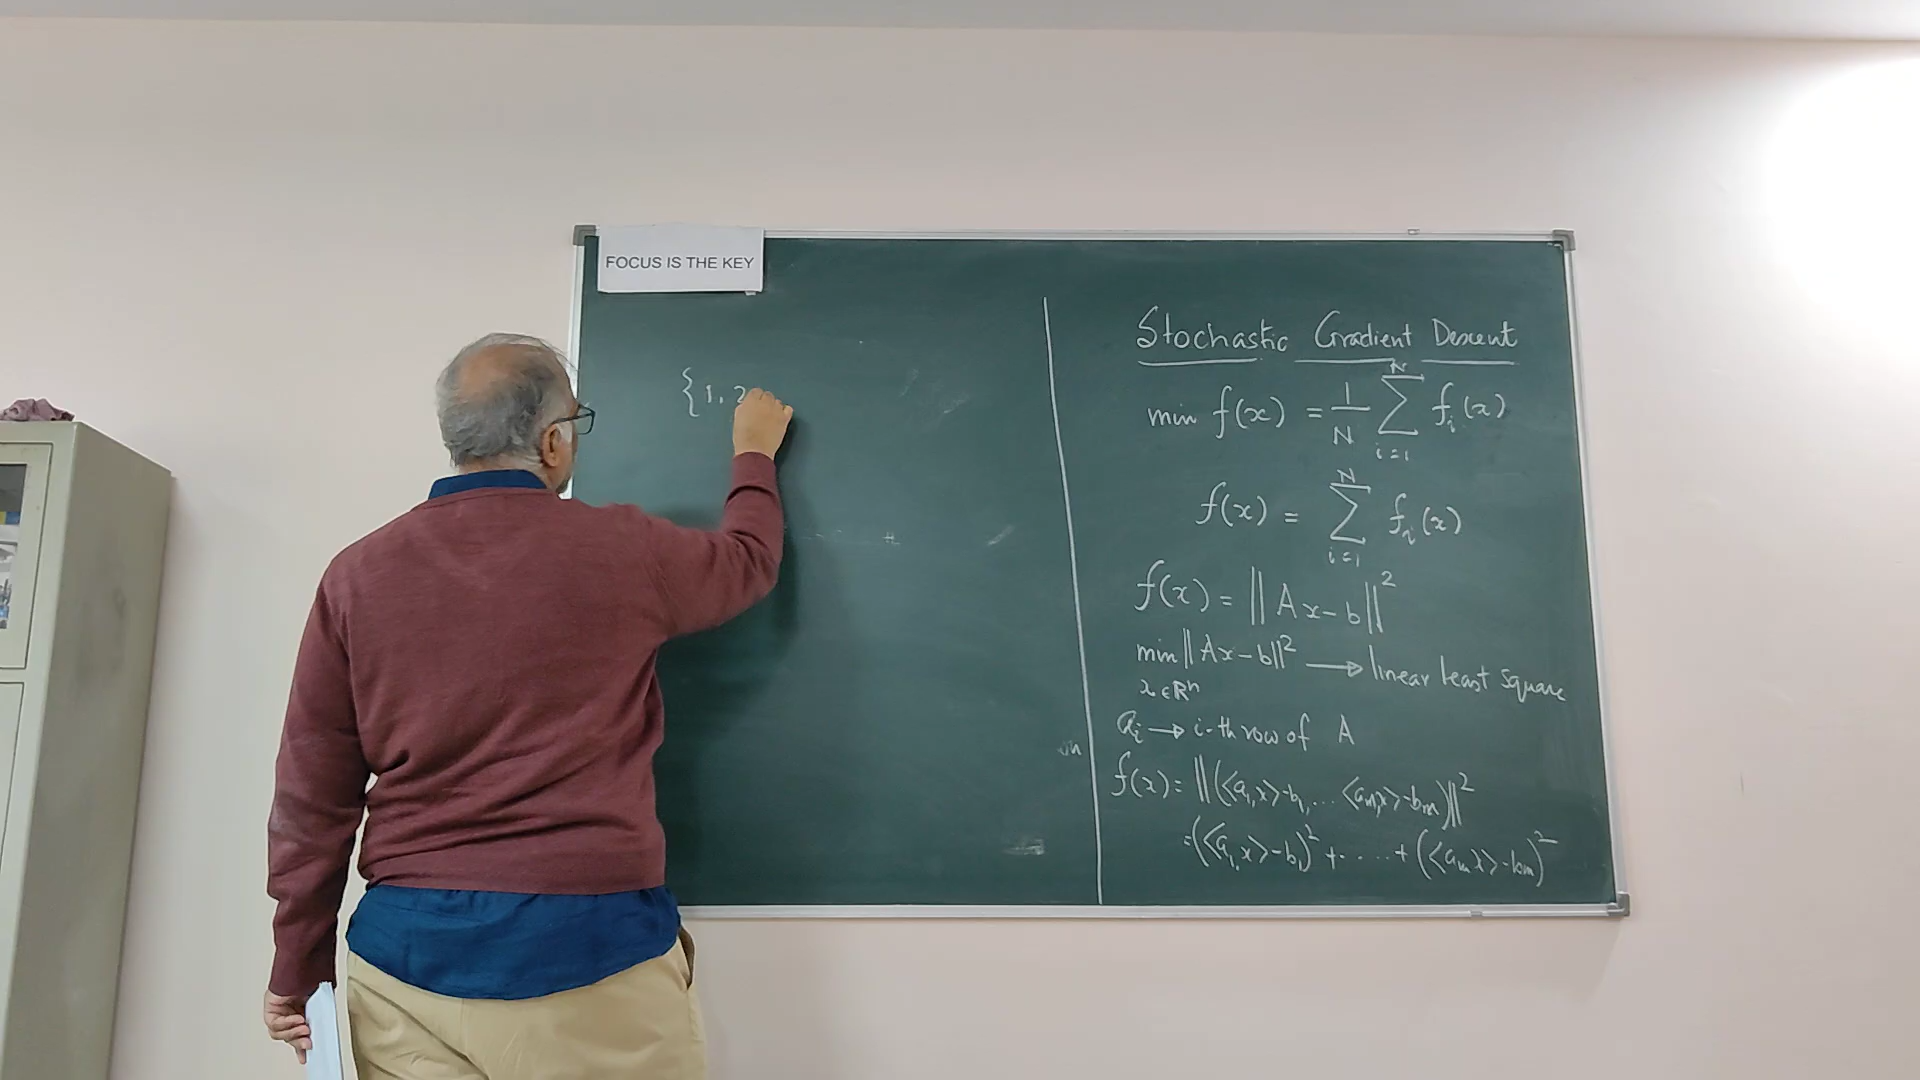 FOCUS IS THE KEY
{1, 2
Stochastic Gradient Descent
min f(x) = 1/N ∑_{i=1}^{N} f_i(x)
f(x) = ∑_{i=1}^{N} f_i(x)
f(x) = ||Ax-b||²
min ||Ax-b||² → linear least square
x∈ℝⁿ
a_i → i-th row of A
f(x) = ||(<a_1,x>-b_1, ... <a_m,x>-b_m)||²
=(<a_1,x>-b_1)² + ..... + (<a_m,x>-b_m)²